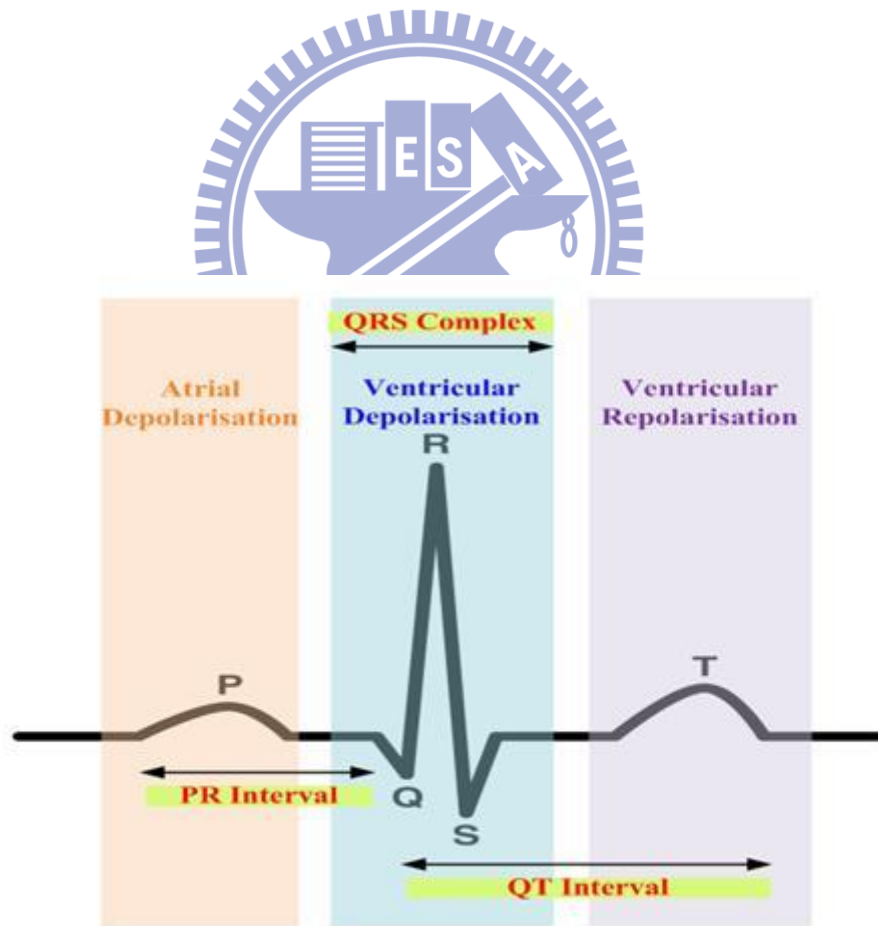 E S A
QRS Complex
Atrial
Depolarisation
Ventricular
Depolarisation
Ventricular
Repolarisation
R
P
T
PR Interval
Q
S
QT Interval